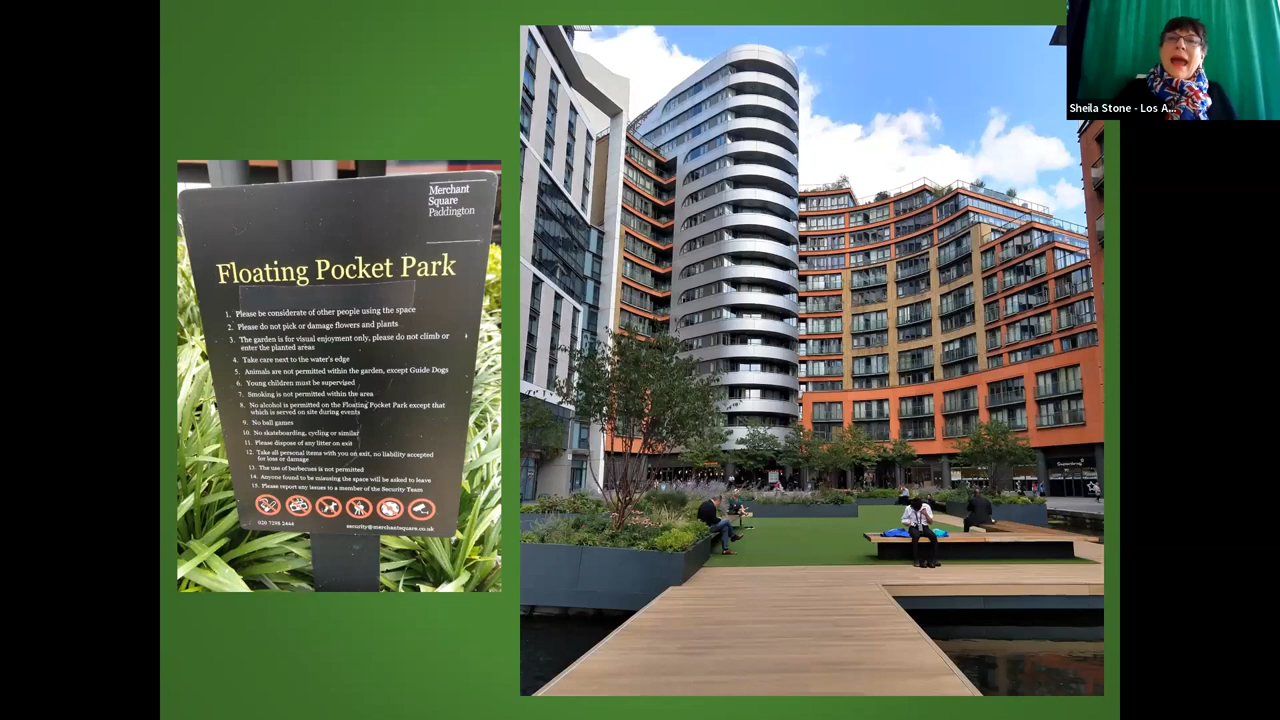 Merchant
Square
Paddington
Floating Pocket Park
1. Please be considerate of other people using the space
2. Please do not pick or damage flowers and plants
3. The garden is for visual enjoyment only, please do not climb or
enter the planted areas
4. Take care next to the water's edge
5. Animals are not permitted within the garden, except Guide Dogs
6. Young children must be supervized
7. Smoking is not permitted within the area
8. No alcohol is permitted on the Floating Pocket Park except that
which is served on site during events
9. No ball games
10. No skateboarding, cycling or similar
11. Please dispose of any litter on exit
12. Take all personal items with you on exit, no liability accepted
for loss or damage
13. The use of barbecues is not permitted
14. Anyone found to be misusing the space will be asked to leave
15. Please report any issues to a member of the Security Team
020 7298 2444
security@merchantsquare.co.uk
Sheila Stone - Los A...